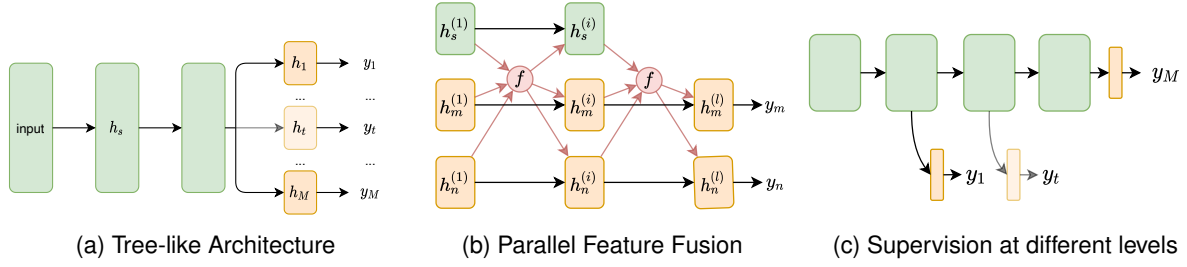 input
h_s
h_1
y_1
...
...
h_t
y_t
...
...
h_M
y_M
(a) Tree-like Architecture
h_s^{(1)}
h_s^{(i)}
f
f
h_m^{(1)}
h_m^{(i)}
h_m^{(l)}
y_m
h_n^{(1)}
h_n^{(i)}
h_n^{(l)}
y_n
(b) Parallel Feature Fusion
y_M
y_1
y_t
(c) Supervision at different levels